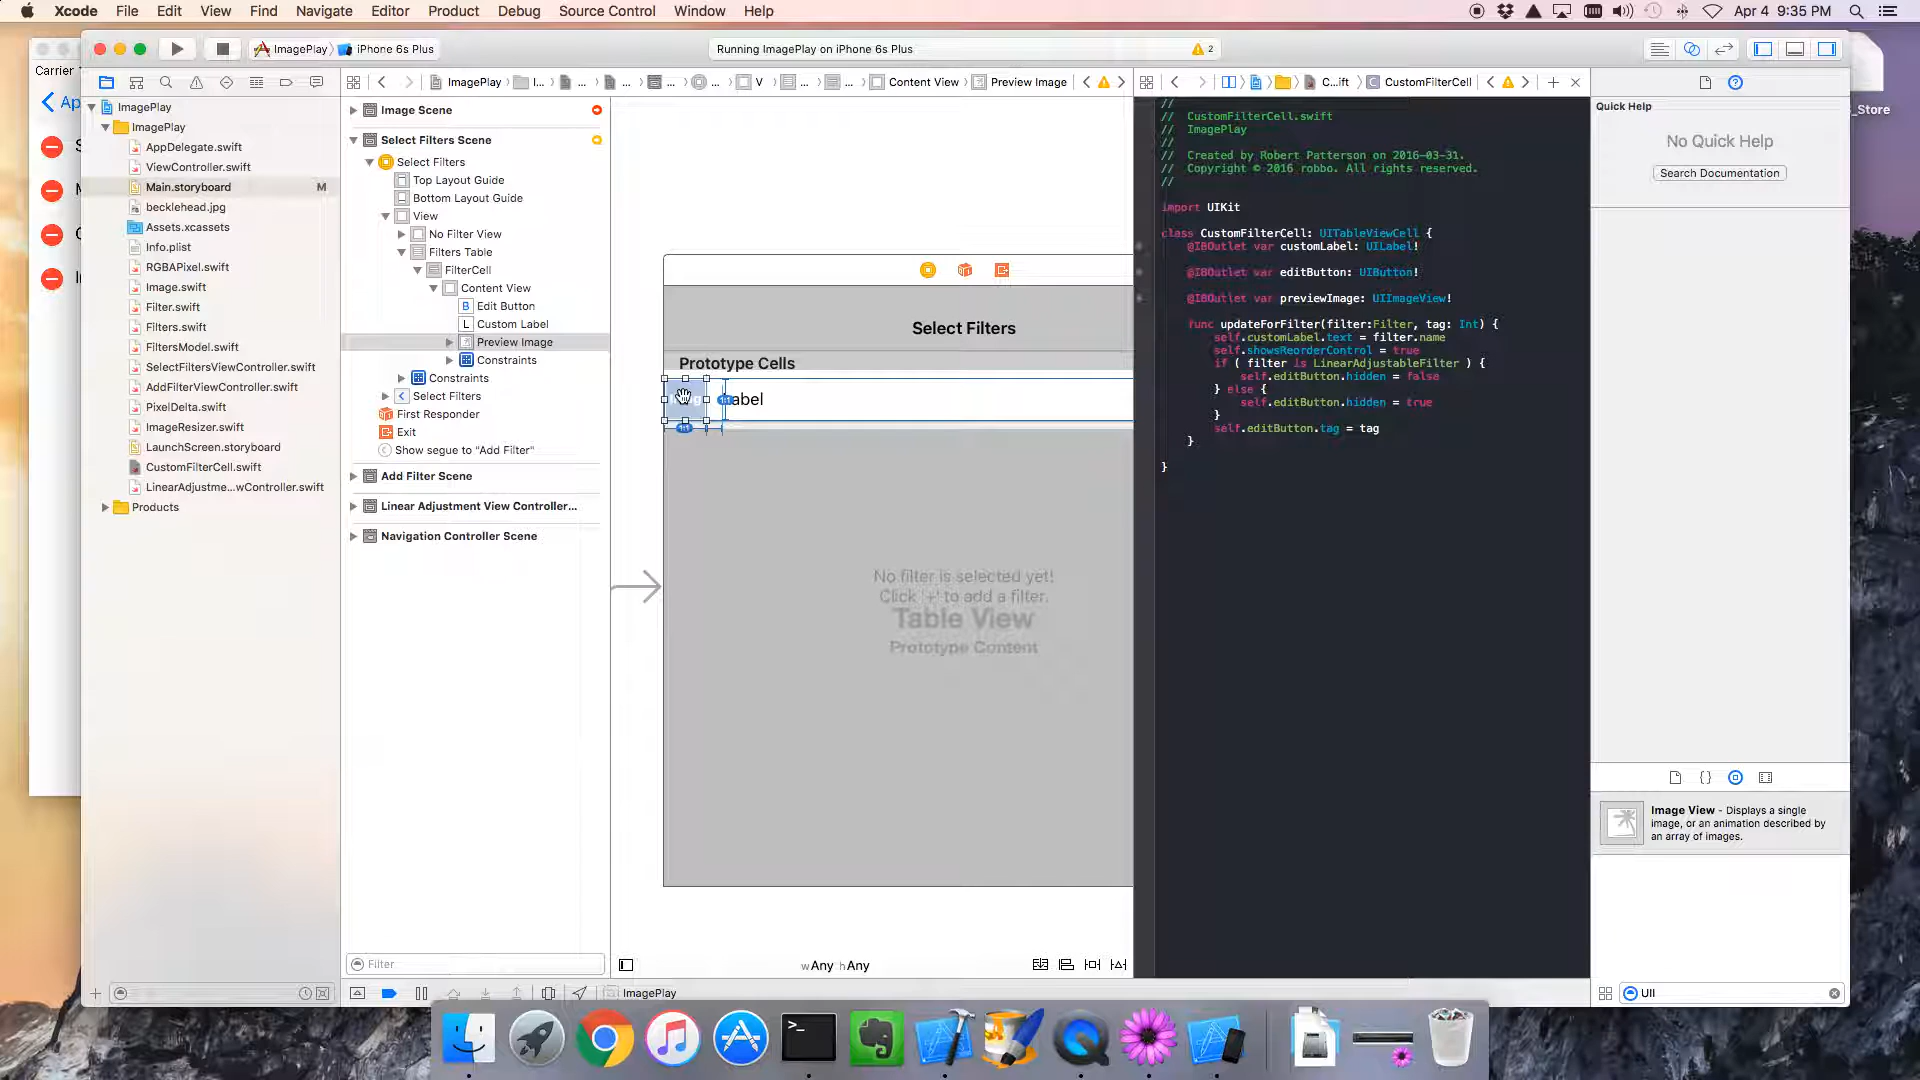 Xcode File Edit View Find Navigate Editor Product Debug Source Control Window Help
Apr 4 9:35 PM
ImagePlay iPhone 6s Plus
Running ImagePlay on iPhone 6s Plus
2
Carrier
Ap
_Store
ImagePlay
ImagePlay
AppDelegate.swift
ViewController.swift
Main.storyboard M
becklehead.jpg
Assets.xcassets
Info.plist
RGBAPixel.swift
Image.swift
Filter.swift
Filters.swift
FiltersModel.swift
SelectFiltersViewController.swift
AddFilterViewController.swift
PixelDelta.swift
ImageResizer.swift
LaunchScreen.storyboard
CustomFilterCell.swift
LinearAdjustme...wController.swift
Products
ImagePlay I... ... ... ... V ... ... Content View Preview Image
Image Scene
Select Filters Scene
Select Filters
Top Layout Guide
Bottom Layout Guide
View
No Filter View
Filters Table
FilterCell
Content View
B Edit Button
L Custom Label
Preview Image
Constraints
Constraints
Select Filters
First Responder
Exit
Show segue to "Add Filter"
Add Filter Scene
Linear Adjustment View Controller...
Navigation Controller Scene
Filter
Select Filters
Prototype Cells
abel
No filter is selected yet!
Click '+' to add a filter.
Table View
Prototype Content
wAny hAny
ImagePlay
C...ift CustomFilterCell
//
// CustomFilterCell.swift
// ImagePlay
//
// Created by Robert Patterson on 2016-03-31.
// Copyright © 2016 robbo. All rights reserved.
//
import UIKit
class CustomFilterCell: UITableViewCell {
@IBOutlet var customLabel: UILabel!
@IBOutlet var editButton: UIButton!
@IBOutlet var previewImage: UIImageView!
func updateForFilter(filter:Filter, tag: Int) {
self.customLabel.text = filter.name
self.showsReorderControl = true
if ( filter is LinearAdjustableFilter ) {
self.editButton.hidden = false
} else {
self.editButton.hidden = true
}
self.editButton.tag = tag
}
}
Quick Help
No Quick Help
Search Documentation
{ }
Image View - Displays a single
image, or an animation described by
an array of images.
UII